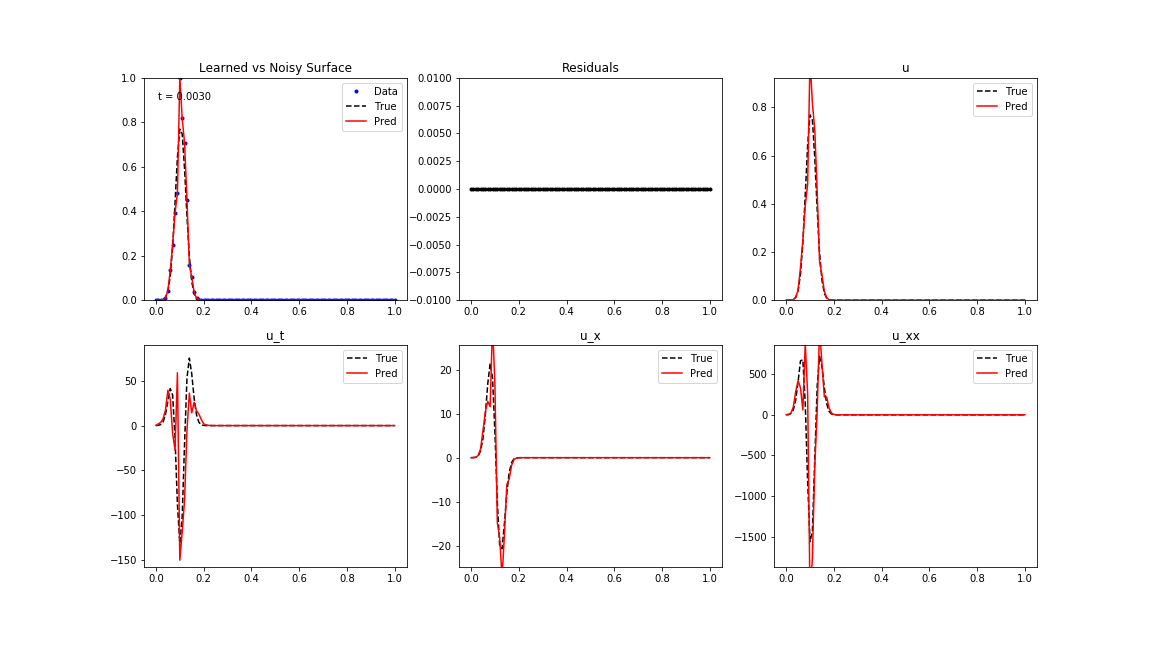 Learned vs Noisy Surface
t = 0.0030
Data
True
Pred
1.0
0.8
0.6
0.4
0.2
0.0
0.0 0.2 0.4 0.6 0.8 1.0
Residuals
0.0100
0.0075
0.0050
0.0025
0.0000
−0.0025
−0.0050
−0.0075
−0.0100
0.0 0.2 0.4 0.6 0.8 1.0
u
True
Pred
0.8
0.6
0.4
0.2
0.0
0.0 0.2 0.4 0.6 0.8 1.0
u_t
True
Pred
50
0
−50
−100
−150
0.0 0.2 0.4 0.6 0.8 1.0
u_x
True
Pred
20
10
0
−10
−20
0.0 0.2 0.4 0.6 0.8 1.0
u_xx
True
Pred
500
0
−500
−1000
−1500
0.0 0.2 0.4 0.6 0.8 1.0